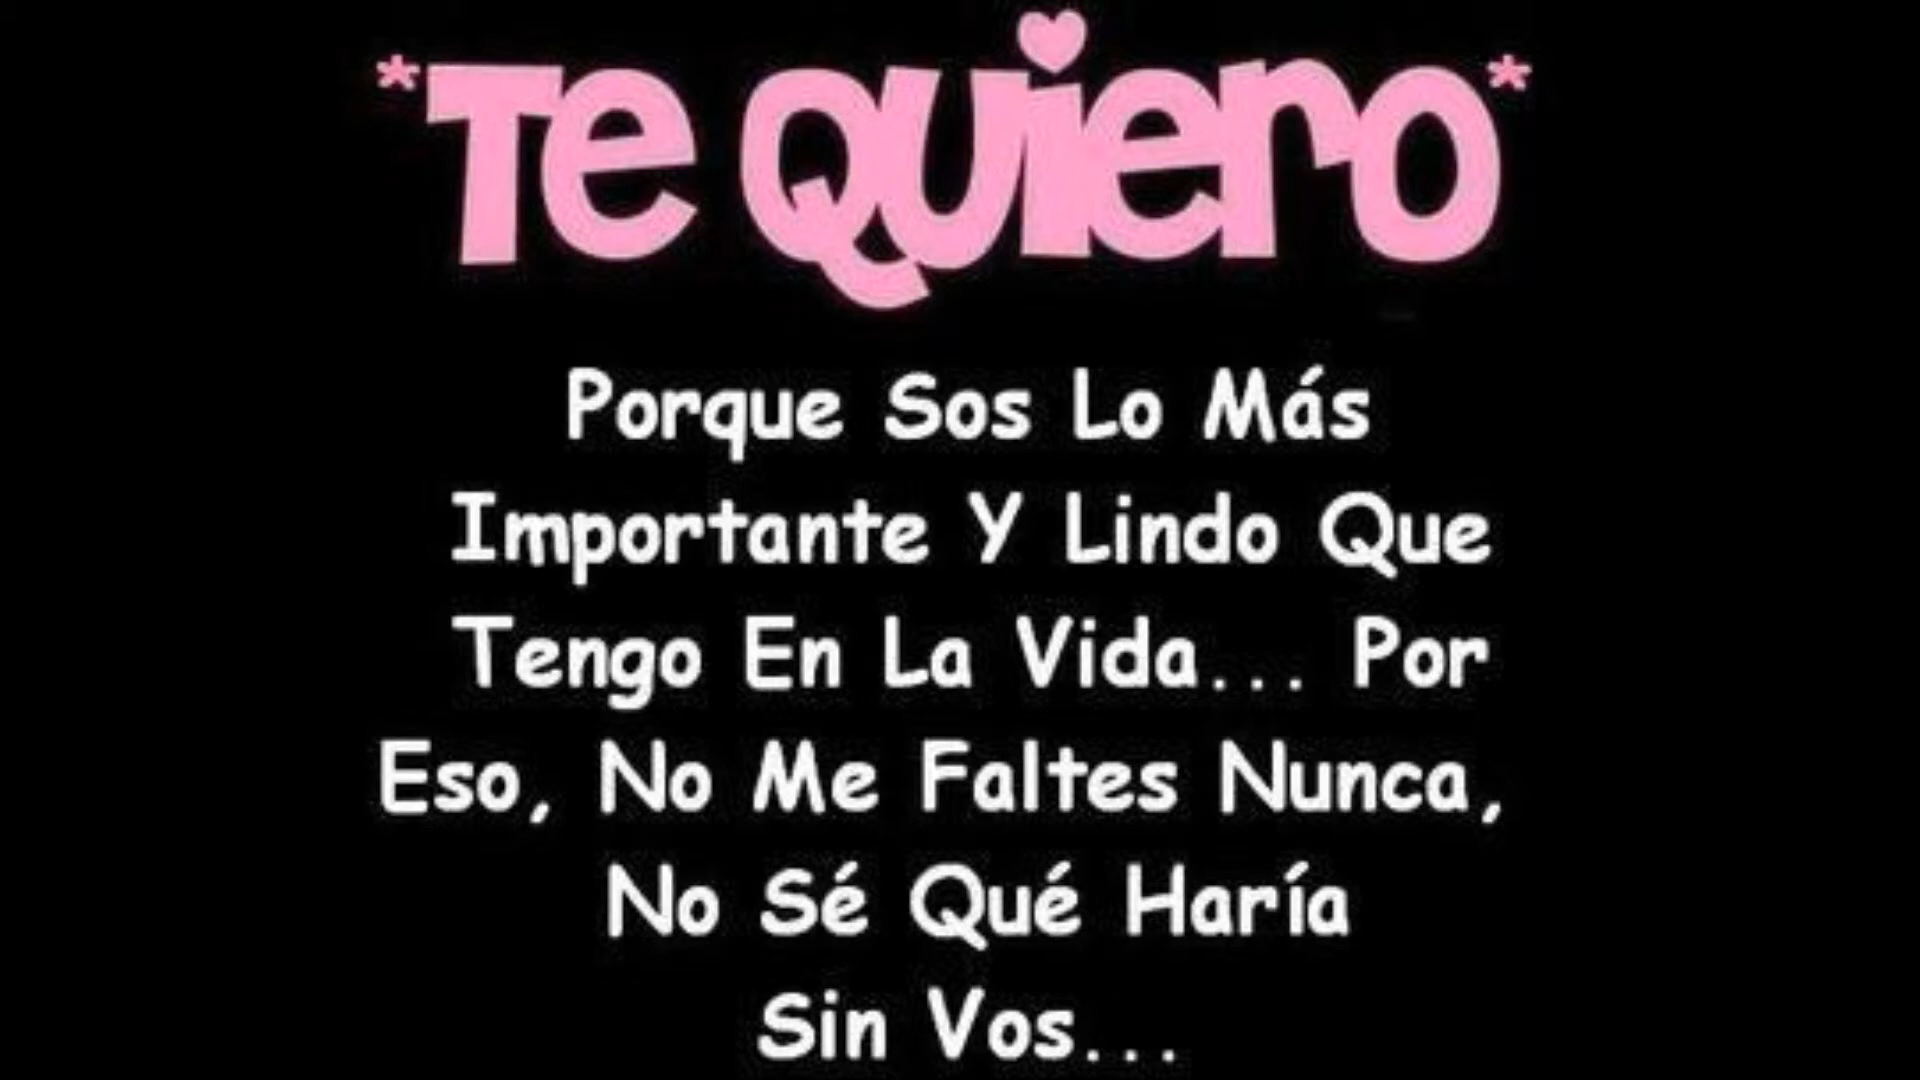 *Te Quiero*
Porque Sos Lo Más
Importante Y Lindo Que
Tengo En La Vida... Por
Eso, No Me Faltes Nunca,
No Sé Qué Haría
Sin Vos...